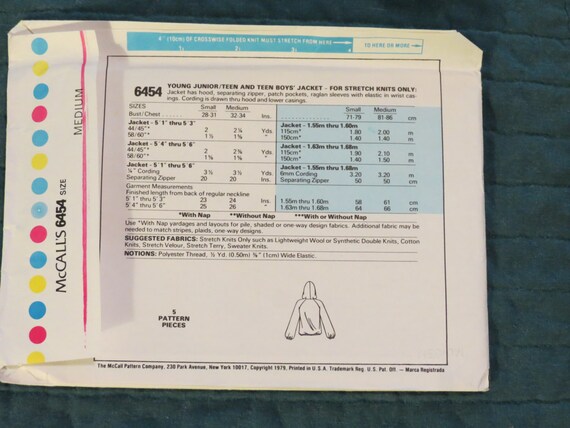 4" (10cm) OF CROSSWISE FOLDED KNIT MUST STRETCH FROM HERE
TO HERE OR MORE
6454 YOUNG JUNIOR/TEEN AND TEEN BOYS' JACKET - FOR STRETCH KNITS ONLY:
Jacket has hood, separating zipper, patch pockets, raglan sleeves with elastic in wrist cas-
ings. Cording is drawn thru hood and lower casings.
SIZES Small Medium Small Medium
Bust/Chest 28-31 32-34 Ins. 71-79 81-86 cm
Jacket - 5' 1" thru 5' 3" Jacket - 1.55m thru 1.60m
44/45"* 2 2¼ Yds. 115cm* 1.80 2.00 m
58/60"* 1½ 1⅝ " 150cm* 1.40 1.40 m
Jacket - 5' 4" thru 5' 6" Jacket - 1.63m thru 1.68m
44/45"* 2 2¼ Yds. 115cm* 1.90 2.10 m
58/60"* 1⅝ 1⅝ " 150cm* 1.40 1.50 m
Jacket - 5' 1" thru 5' 6" Jacket - 1.55m thru 1.68m
¼" Cording 3½ 3½ Yds. 6mm Cording 3.20 3.20 m
Separating Zipper 20 20 Ins. Separating Zipper 50 50 cm
Garment Measurements
Finished length from back of regular neckline
5' 1" thru 5' 3" 23 24 Ins. 1.55m thru 1.60m 58 61 cm
5' 4" thru 5' 6" 25 26 " 1.63m thru 1.68m 64 66 cm
*With Nap **Without Nap ***With or Without Nap
Use *With Nap yardages and layouts for pile, shaded or one-way design fabrics. Additional fabric may be
needed to match stripes, plaids, one-way designs.
SUGGESTED FABRICS: Stretch Knits Only such as Lightweight Wool or Synthetic Double Knits, Cotton
Knits, Stretch Velour, Stretch Terry, Sweater Knits.
NOTIONS: Polyester Thread, ½ Yd. (0.50m) ⅜" (1cm) Wide Elastic.
5
PATTERN
PIECES
The McCall Pattern Company, 230 Park Avenue, New York 10017. Copyright 1979. Printed in U.S.A. Trademark Reg. U.S. Pat. Off. — Marca Registrada
McCALL'S 6454 SIZE MEDIUM